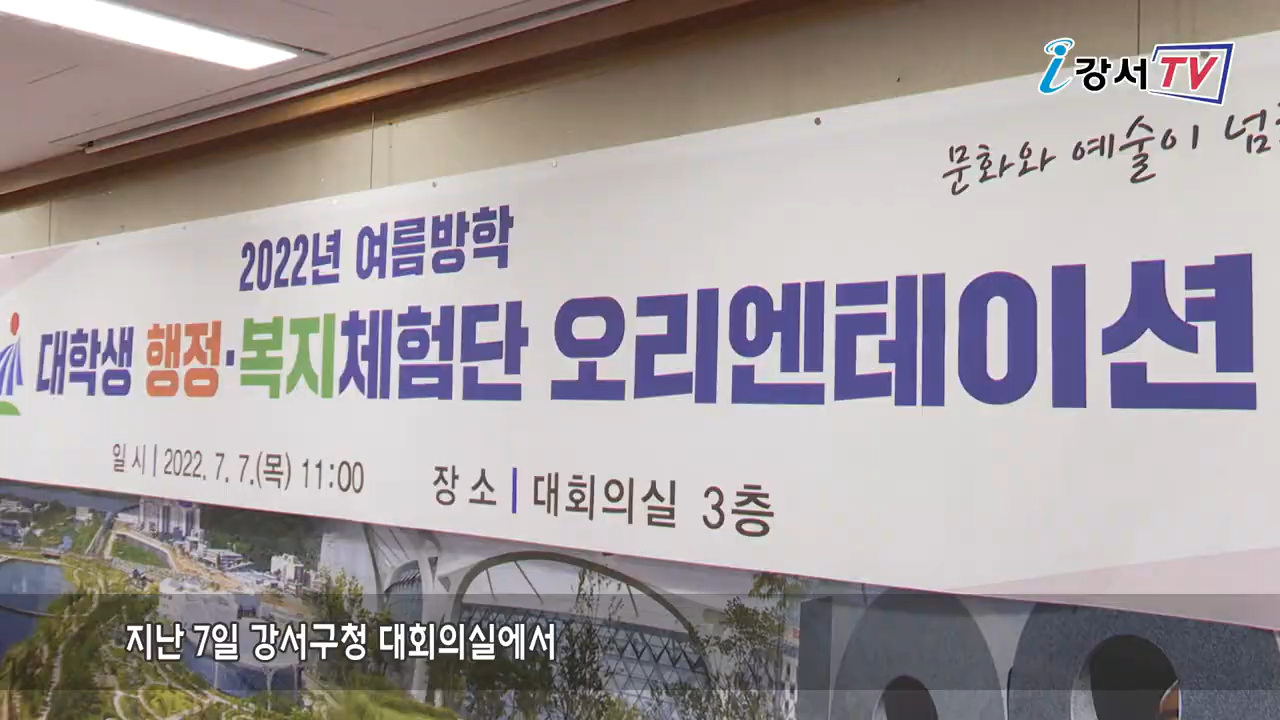 i강서TV
문화와 예술이
2022년 여름방학
대학생 행정·복지체험단 오리엔테이션
일 시 | 2022. 7. 7.(목) 11:00 장 소 | 대회의실 3층
지난 7일 강서구청 대회의실에서